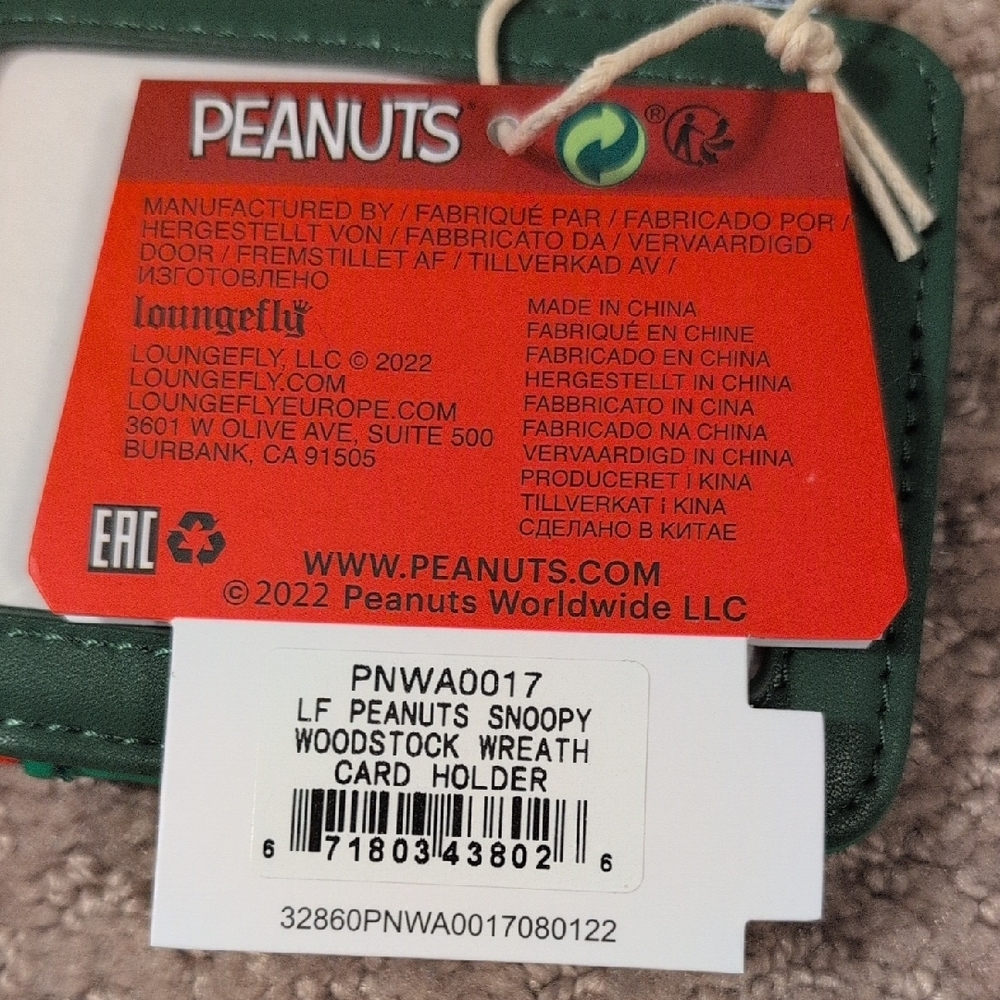 PEANUTS®
®
MANUFACTURED BY / FABRIQUÉ PAR / FABRICADO POR /
HERGESTELLT VON / FABBRICATO DA / VERVAARDIGD
DOOR / FREMSTILLET AF / TILLVERKAD AV /
ИЗГОТОВЛЕНО
loungefly
LOUNGEFLY, LLC © 2022
LOUNGEFLY.COM
LOUNGEFLYEUROPE.COM
3601 W OLIVE AVE, SUITE 500
BURBANK, CA 91505
MADE IN CHINA
FABRIQUÉ EN CHINE
FABRICADO EN CHINA
HERGESTELLT IN CHINA
FABBRICATO IN CINA
FABRICADO NA CHINA
VERVAARDIGD IN CHINA
PRODUCERET I KINA
TILLVERKAT i KINA
СДЕЛАНО В КИТАЕ
EAC
WWW.PEANUTS.COM
© 2022 Peanuts Worldwide LLC
PNWA0017
LF PEANUTS SNOOPY
WOODSTOCK WREATH
CARD HOLDER
6 71803 43802 6
32860PNWA0017080122